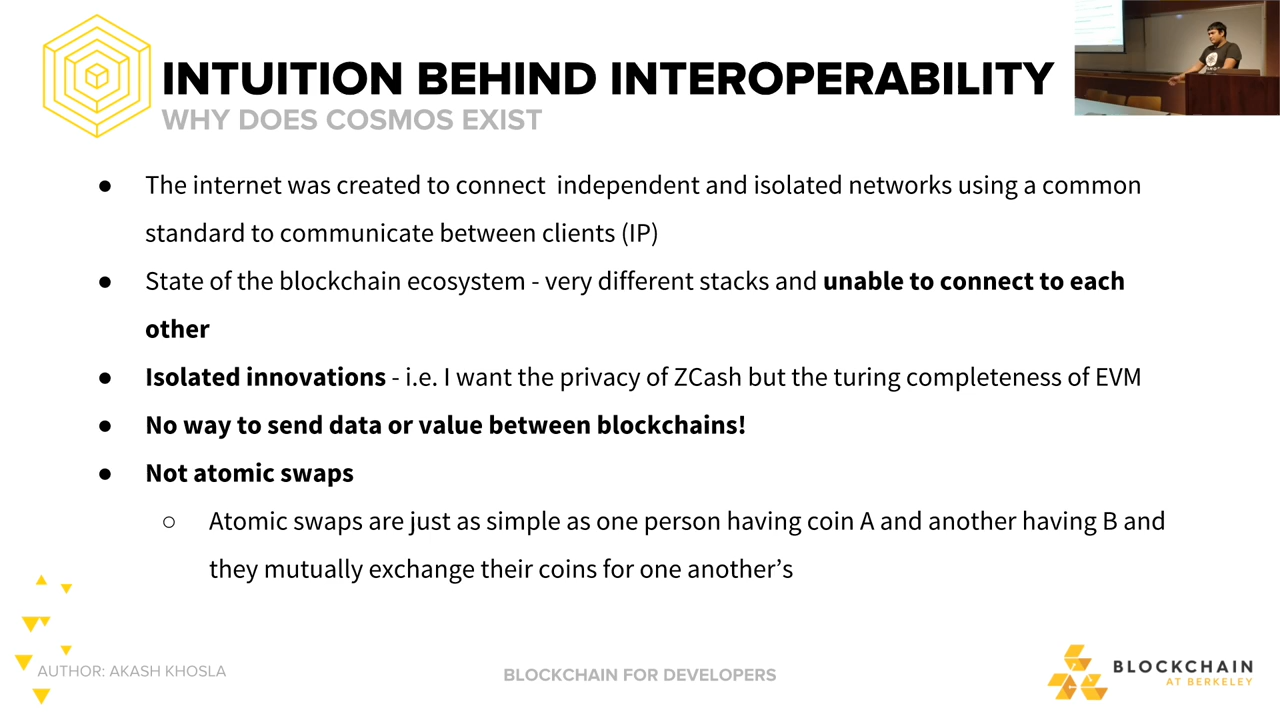 INTUITION BEHIND INTEROPERABILITY
WHY DOES COSMOS EXIST
● The internet was created to connect  independent and isolated networks using a common
standard to communicate between clients (IP)
● State of the blockchain ecosystem - very different stacks and unable to connect to each
other
● Isolated innovations - i.e. I want the privacy of ZCash but the turing completeness of EVM
● No way to send data or value between blockchains!
● Not atomic swaps
○ Atomic swaps are just as simple as one person having coin A and another having B and
they mutually exchange their coins for one another’s
AUTHOR: AKASH KHOSLA
BLOCKCHAIN FOR DEVELOPERS
BLOCKCHAIN
AT BERKELEY